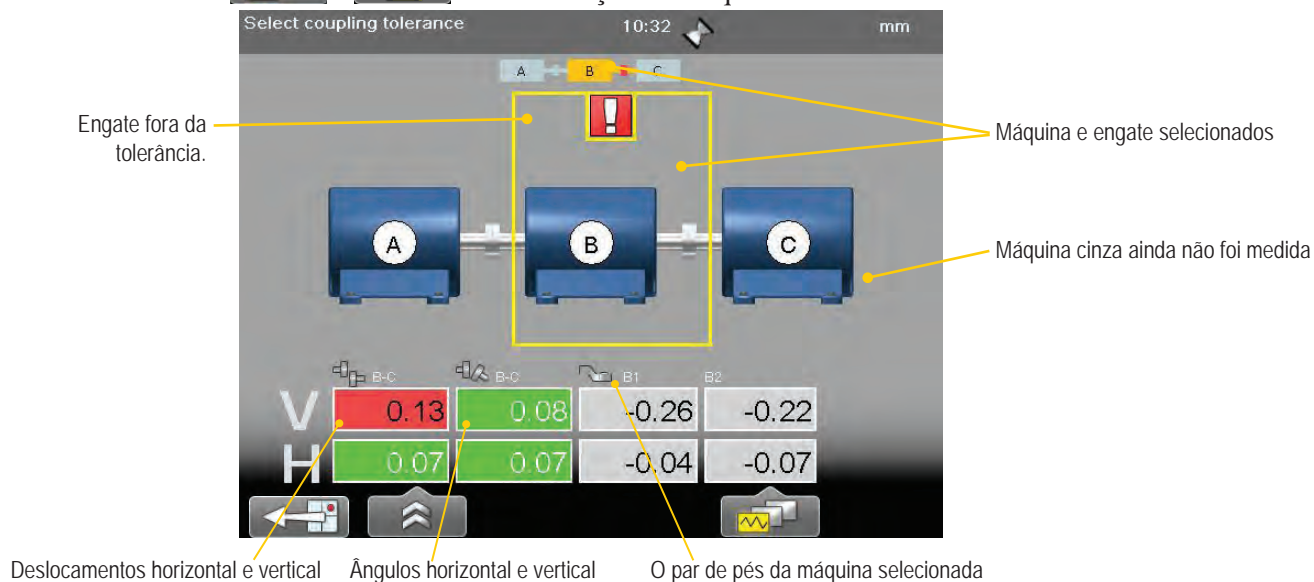 Select coupling tolerance 10:32 mm
A B C
Engate fora da
tolerância.
Máquina e engate selecionados
A B C
Máquina cinza ainda não foi medida
B-C B-C B1 B2
V 0.13 0.08 -0.26 -0.22
H 0.07 0.07 -0.04 -0.07
Deslocamentos horizontal e vertical Ângulos horizontal e vertical O par de pés da máquina selecionada